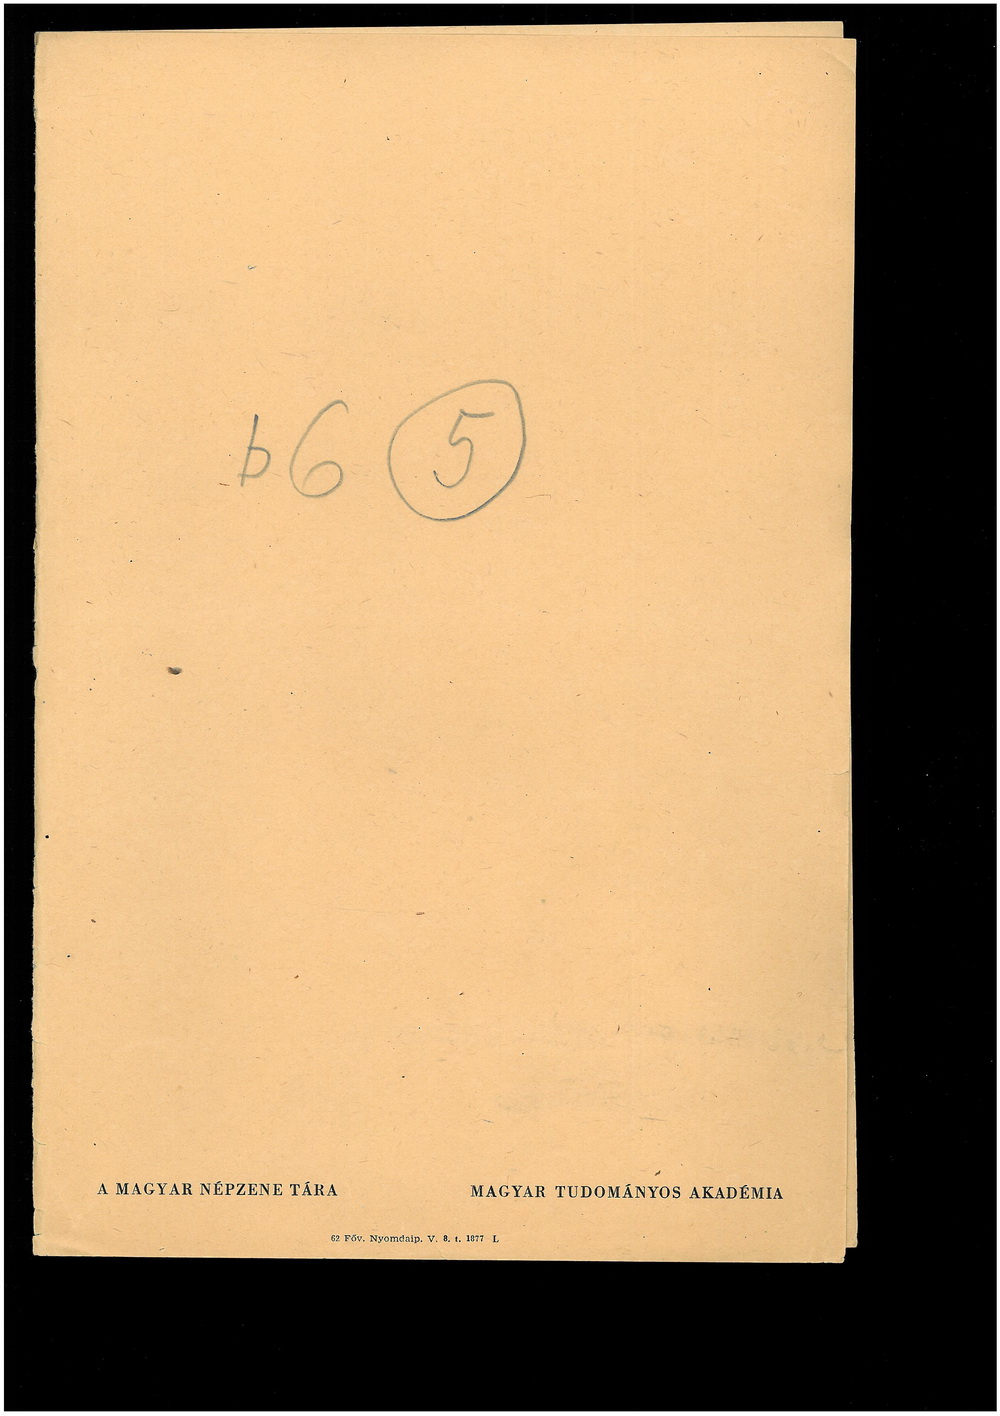 b6 5
A MAGYAR NÉPZENE TÁRA MAGYAR TUDOMÁNYOS AKADÉMIA
62 Főv. Nyomdaip. V. 8. t. 1877 L